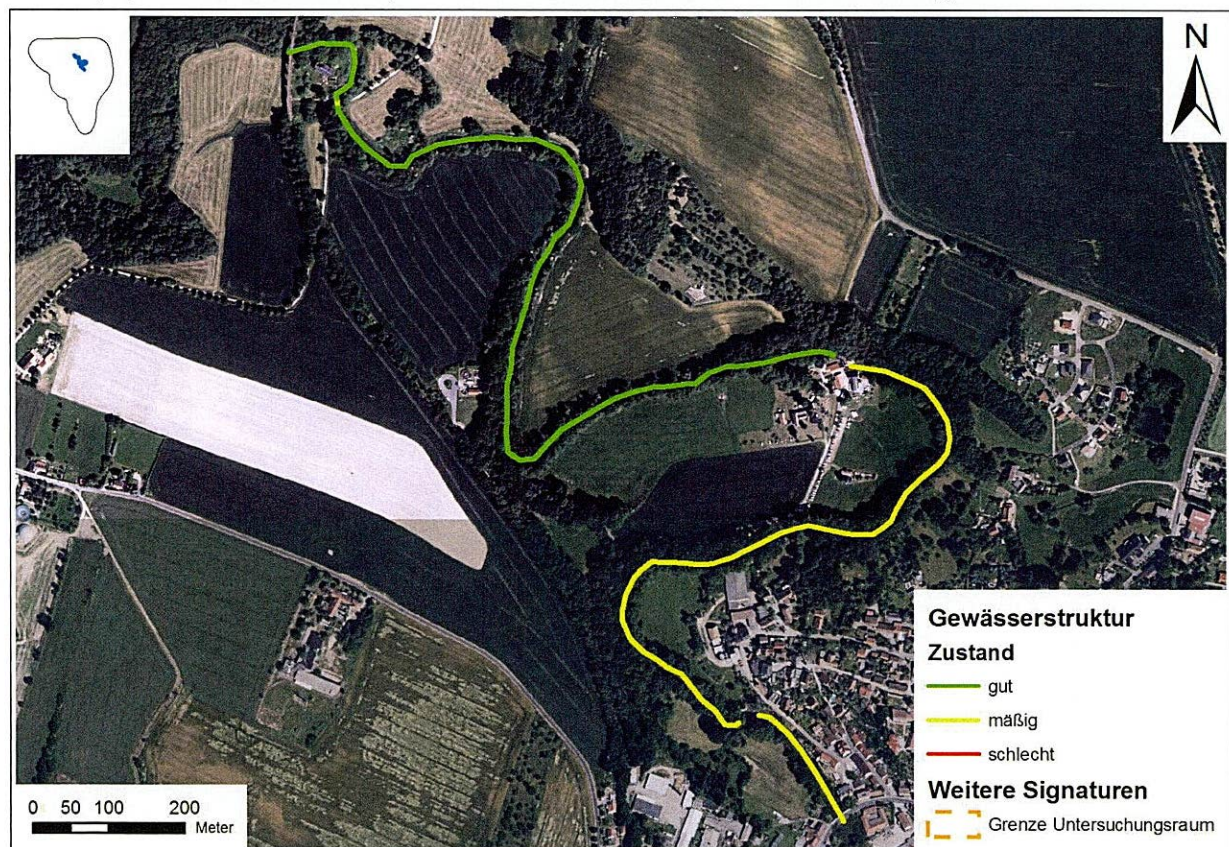 N
Gewässerstruktur
Zustand
gut
mäßig
schlecht
Weitere Signaturen
Grenze Untersuchungsraum
0 50 100 200
Meter